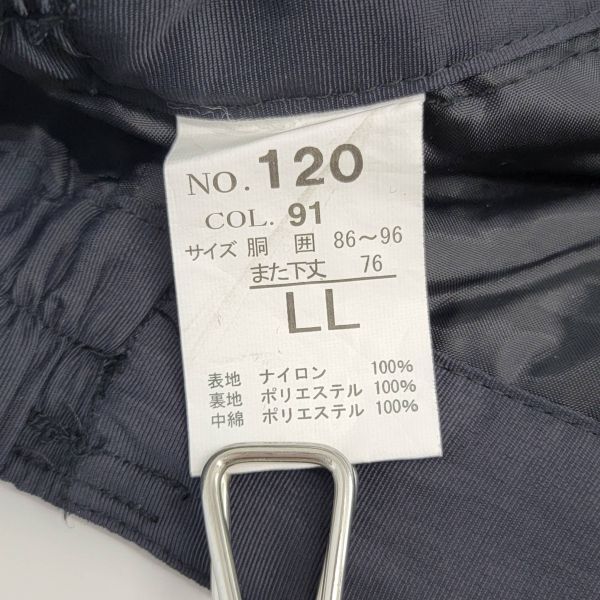 NO. 120
COL. 91
サイズ 胴 囲 86～96
また下丈 76
LL
表地 ナイロン 100%
裏地 ポリエステル 100%
中綿 ポリエステル 100%